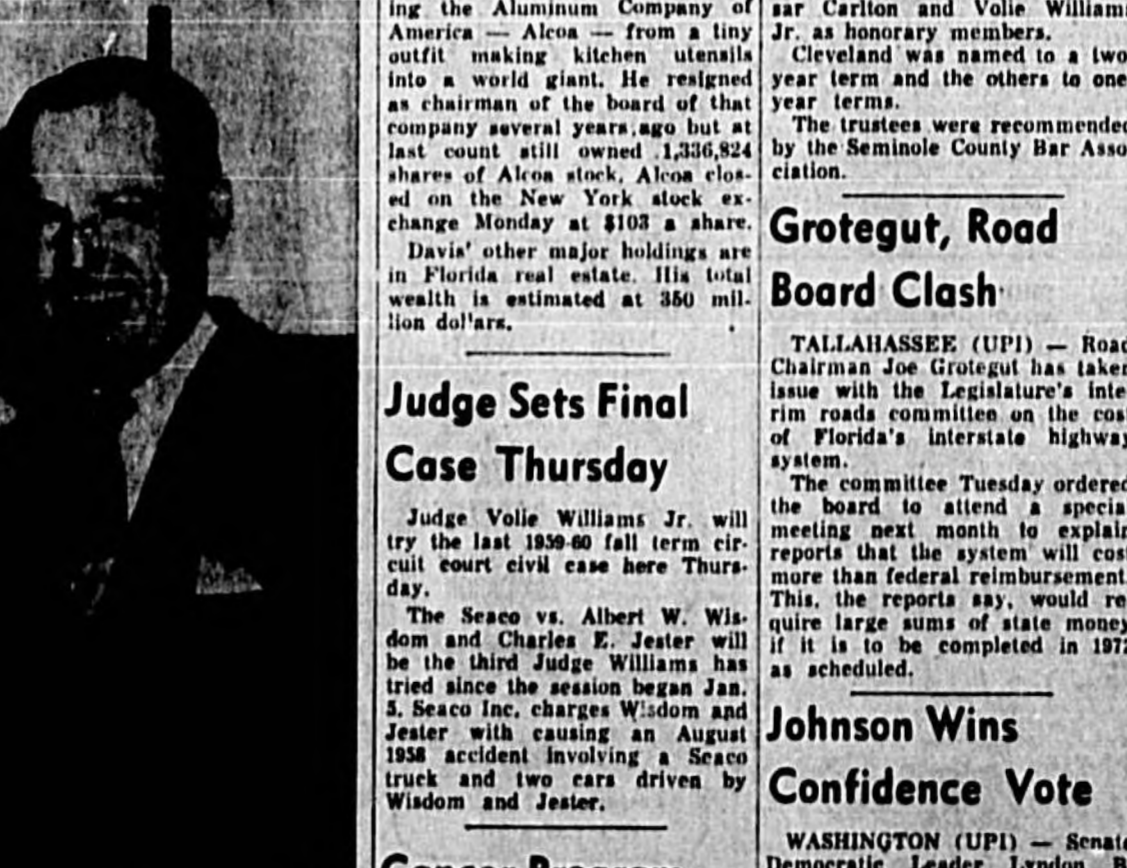 ing the Aluminum Company of
America — Alcoa — from a tiny
outfit making kitchen utensils
into a world giant. He resigned
as chairman of the board of that
company several years ago but at
last count still owned 1,336,824
shares of Alcoa stock. Alcoa clos-
ed on the New York stock ex-
change Monday at $103 a share.
Davis' other major holdings are
in Florida real estate. His total
wealth is estimated at 350 mil-
lion dollars.
Judge Sets Final
Case Thursday
Judge Volie Williams Jr. will
try the last 1959-60 fall term cir-
cuit court civil case here Thurs-
day.
The Seaco vs. Albert W. Wis-
dom and Charles E. Jester will
be the third Judge Williams has
tried since the session began Jan.
5. Seaco Inc. charges Wisdom and
Jester with causing an August
1958 accident involving a Seaco
truck and two cars driven by
Wisdom and Jester.
sar Carlton and Volie Williams
Jr. as honorary members.
Cleveland was named to a two
year term and the others to one
year terms.
The trustees were recommended
by the Seminole County Bar Asso
ciation.
Grotegut, Road
Board Clash
TALLAHASSEE (UPI) — Road
Chairman Joe Grotegut has taken
issue with the Legislature's inte
rim roads committee on the cost
of Florida's interstate highway
system.
The committee Tuesday ordered
the board to attend a special
meeting next month to explain
reports that the system will cost
more than federal reimbursement.
This, the reports say, would re
quire large sums of state money
if it is to be completed in 1972
as scheduled.
Johnson Wins
Confidence Vote
WASHINGTON (UPI) — Senate
Democratic Leader Lyndon B.